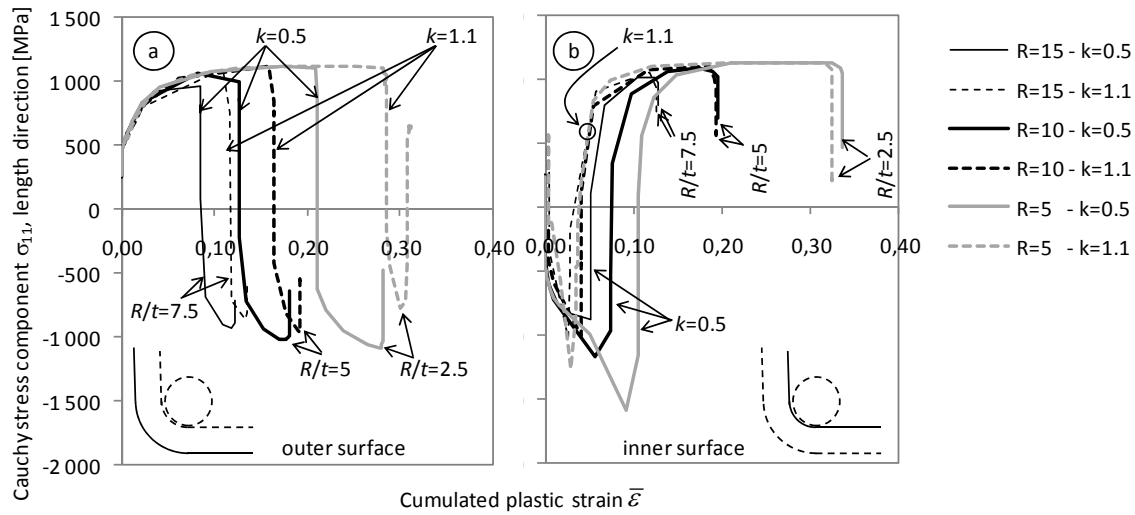 Cauchy stress component σ11, length direction [MPa]
1 500
1 000
500
0
-500
-1 000
-1 500
-2 000
a
k=0.5
k=1.1
0,00
0,10
0,20
0,30
0,40
R/t=7.5
R/t=5
R/t=2.5
outer surface
b
k=1.1
R/t=7.5
R/t=5
R/t=2.5
0,00
0,10
0,20
0,30
0,40
k=0.5
inner surface
Cumulated plastic strain ε̅
R=15 - k=0.5
R=15 - k=1.1
R=10 - k=0.5
R=10 - k=1.1
R=5 - k=0.5
R=5 - k=1.1